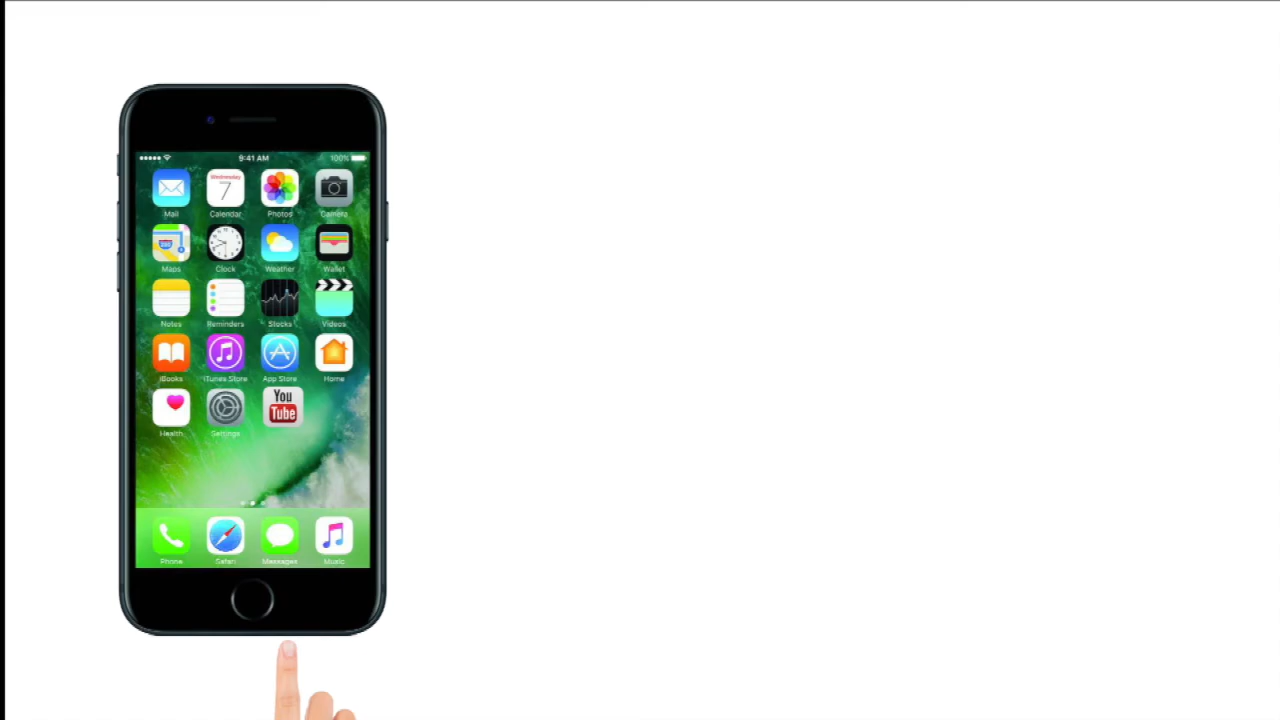 9:41 AM 100%
Wednesday
7
Mail Calendar Photos Camera
280
Maps Clock Weather Wallet
Notes Reminders Stocks Videos
iBooks iTunes Store App Store Home
You
Tube
Health Settings
Phone Safari Messages Music